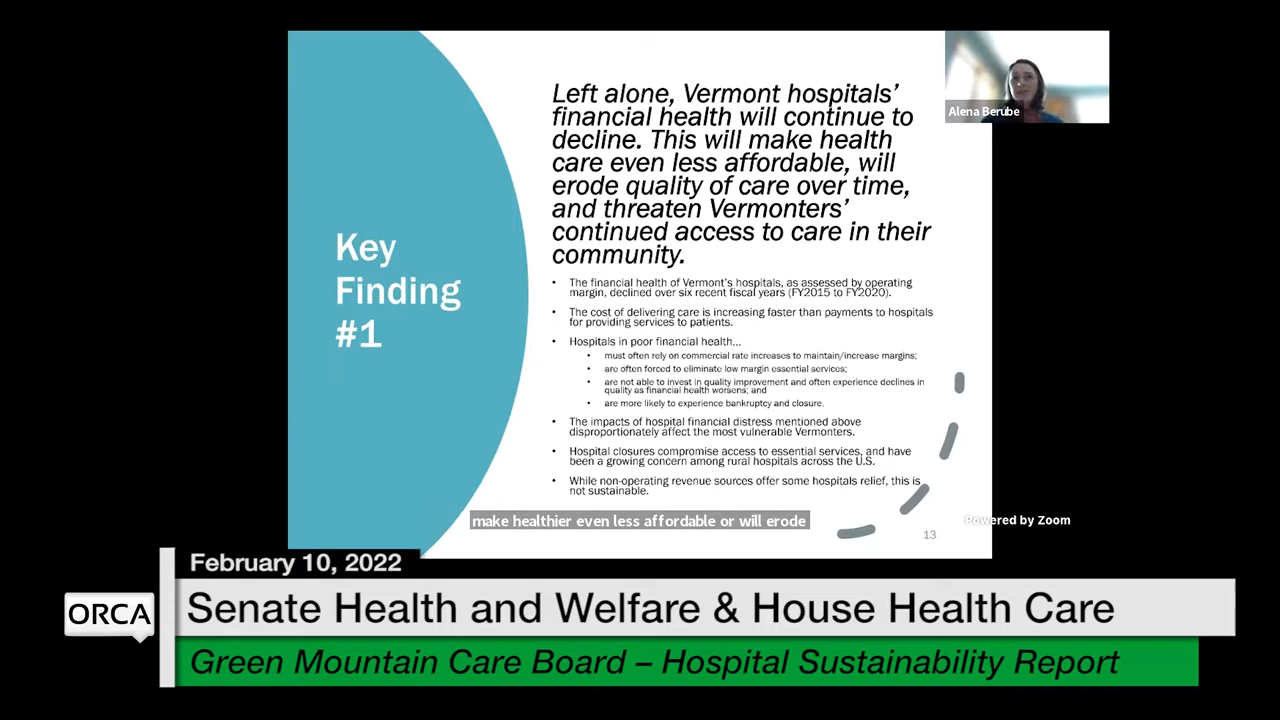 Left alone, Vermont hospitals'
financial health will continue to
decline. This will make health
care even less affordable, will
erode quality of care over time,
and threaten Vermonters'
continued access to care in their
community.
Alena Berube
Key
Finding
#1
• The financial health of Vermont's hospitals, as assessed by operating
margin, declined over six recent fiscal years (FY2015 to FY2020).
• The cost of delivering care is increasing faster than payments to hospitals
for providing services to patients.
• Hospitals in poor financial health...
• must often rely on commercial rate increases to maintain/increase margins;
• are often forced to eliminate low margin essential services;
• are not able to invest in quality improvement and often experience declines in
quality as financial health worsens; and
• are more likely to experience bankruptcy and closure.
• The impacts of hospital financial distress mentioned above
disproportionately affect the most vulnerable Vermonters.
• Hospital closures compromise access to essential services, and have
been a growing concern among rural hospitals across the U.S.
• While non-operating revenue sources offer some hospitals relief, this is
not sustainable.
make healthier even less affordable or will erode
Powered by Zoom
13
February 10, 2022
ORCA
Senate Health and Welfare & House Health Care
Green Mountain Care Board – Hospital Sustainability Report